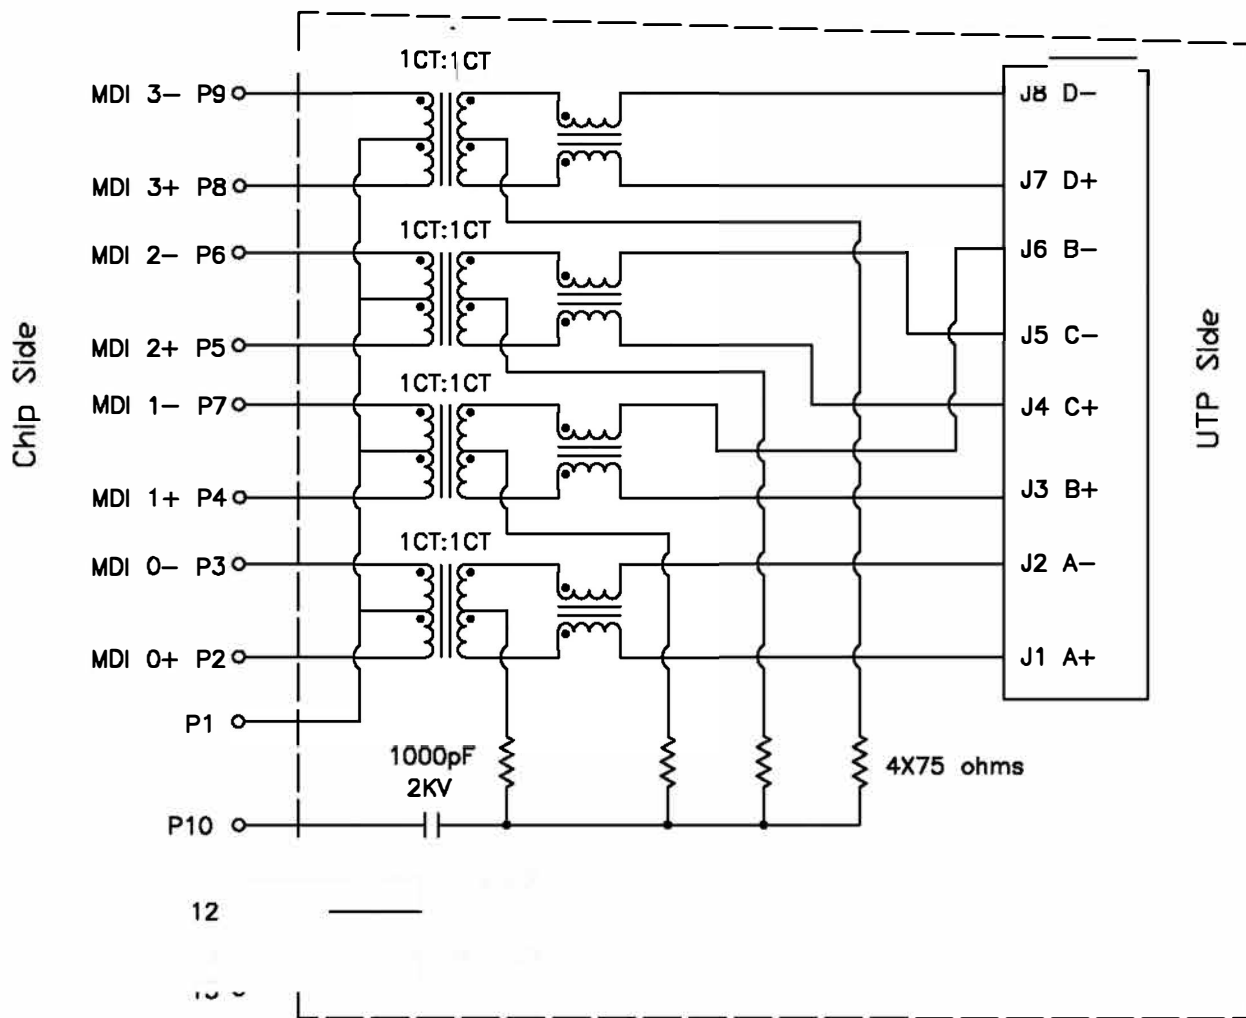 1CT:1CT
MDI 3- P9
J8 D-
MDI 3+ P8
J7 D+
1CT:1CT
MDI 2- P6
J6 B-
MDI 2+ P5
J5 C-
1CT:1CT
MDI 1- P7
J4 C+
MDI 1+ P4
J3 B+
1CT:1CT
MDI 0- P3
J2 A-
MDI 0+ P2
J1 A+
Chip Side
UTP Side
P1
1000pF
2KV
4X75 ohms
P10
12